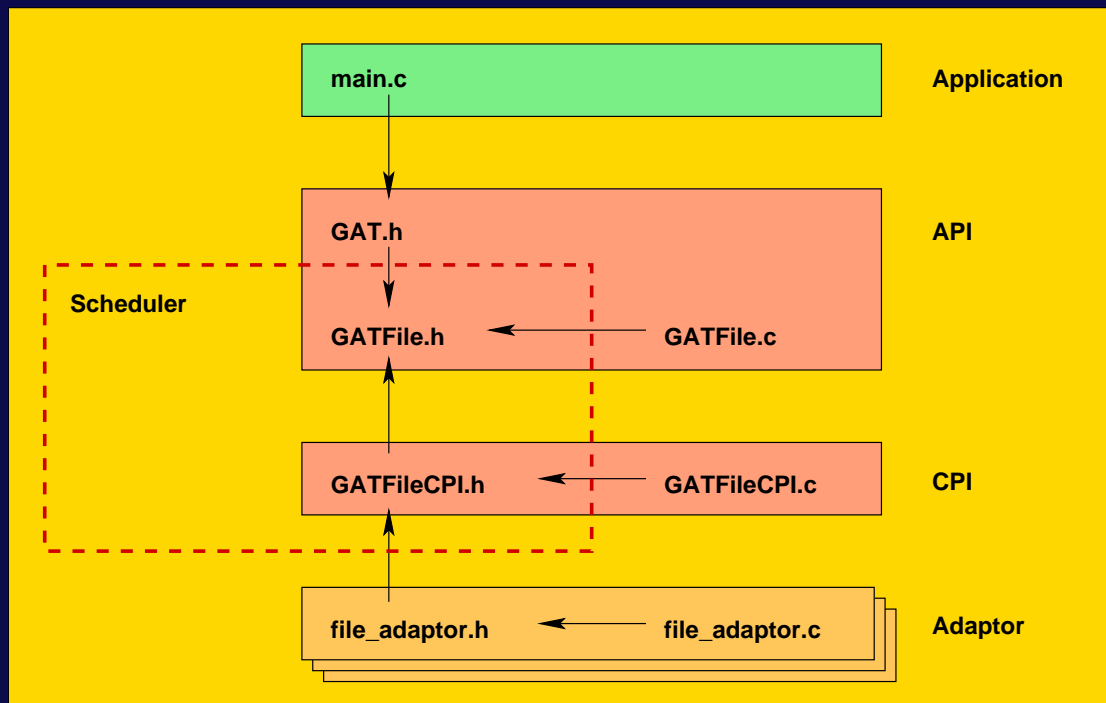 main.c
Application
GAT.h
API
Scheduler
GATFile.h
GATFile.c
GATFileCPI.h
GATFileCPI.c
CPI
file_adaptor.h
file_adaptor.c
Adaptor